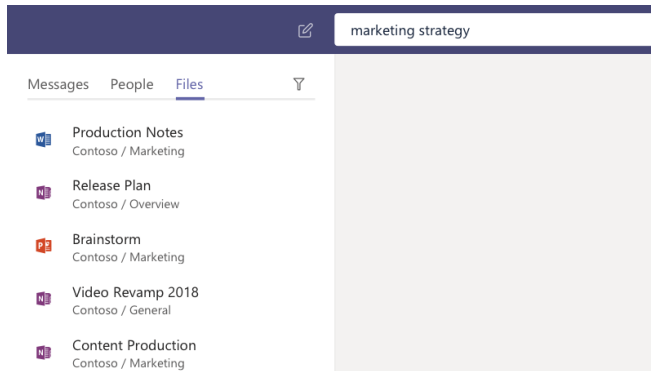 marketing strategy
Messages People Files
Production Notes
Contoso / Marketing
Release Plan
Contoso / Overview
Brainstorm
Contoso / Marketing
Video Revamp 2018
Contoso / General
Content Production
Contoso / Marketing